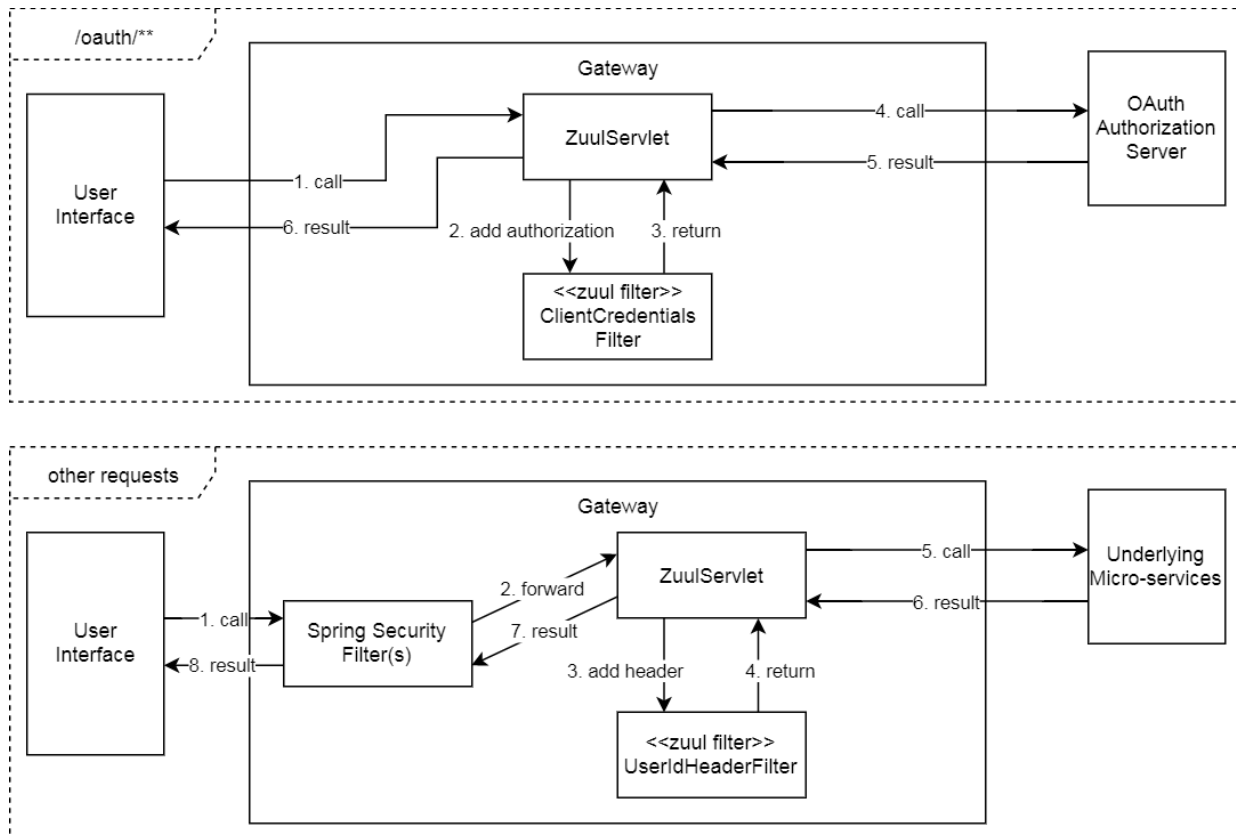 /oauth/**
Gateway
User
Interface
ZuulServlet
OAuth
Authorization
Server
1. call
6. result
4. call
5. result
2. add authorization
3. return
<<zuul filter>>
ClientCredentials
Filter
other requests
Gateway
User
Interface
1. call
8. result
Spring Security
Filter(s)
2. forward
7. result
ZuulServlet
5. call
6. result
Underlying
Micro-services
3. add header
4. return
<<zuul filter>>
UserIdHeaderFilter